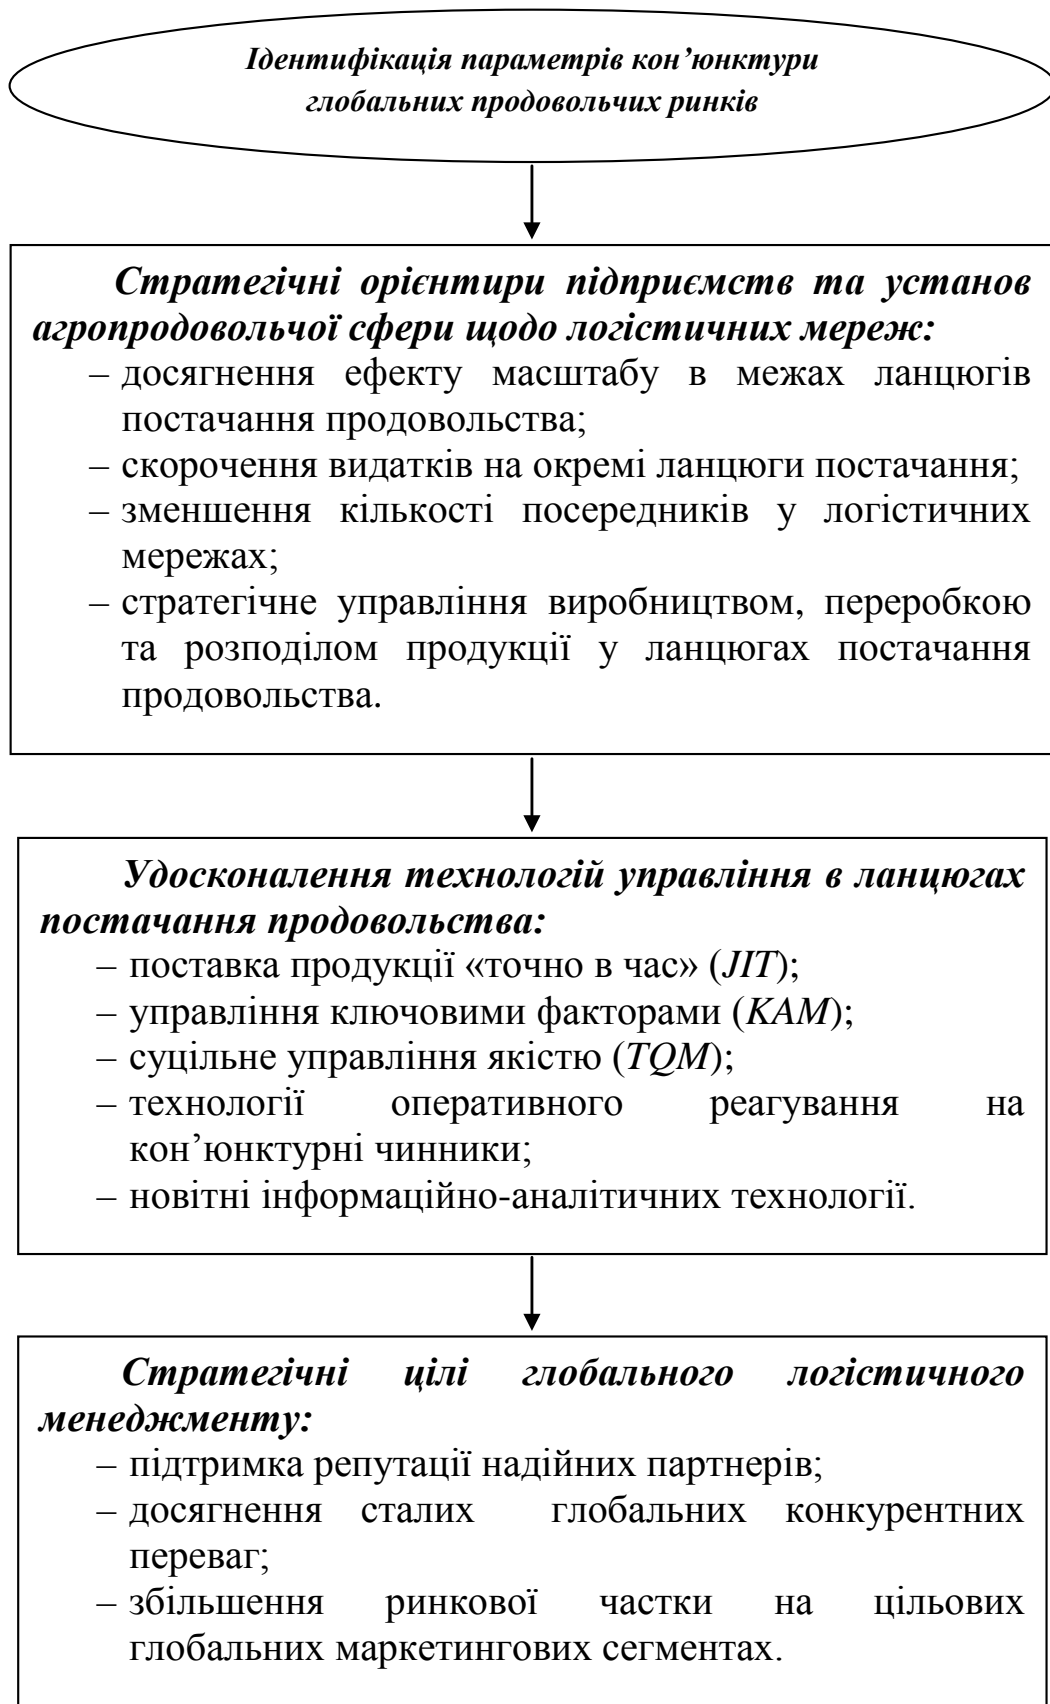 Ідентифікація параметрів кон’юнктури
глобальних продовольчих ринків
Стратегічні орієнтири підприємств та установ
агропродовольчої сфери щодо логістичних мереж:
– досягнення ефекту масштабу в межах ланцюгів
постачання продовольства;
– скорочення видатків на окремі ланцюги постачання;
– зменшення кількості посередників у логістичних
мережах;
– стратегічне управління виробництвом, переробкою
та розподілом продукції у ланцюгах постачання
продовольства.
Удосконалення технологій управління в ланцюгах
постачання продовольства:
– поставка продукції «точно в час» (JIT);
– управління ключовими факторами (KAM);
– суцільне управління якістю (TQM);
– технології оперативного реагування на
кон’юнктурні чинники;
– новітні інформаційно-аналітичних технології.
Стратегічні цілі глобального логістичного
менеджменту:
– підтримка репутації надійних партнерів;
– досягнення сталих глобальних конкурентних
переваг;
– збільшення ринкової частки на цільових
глобальних маркетингових сегментах.